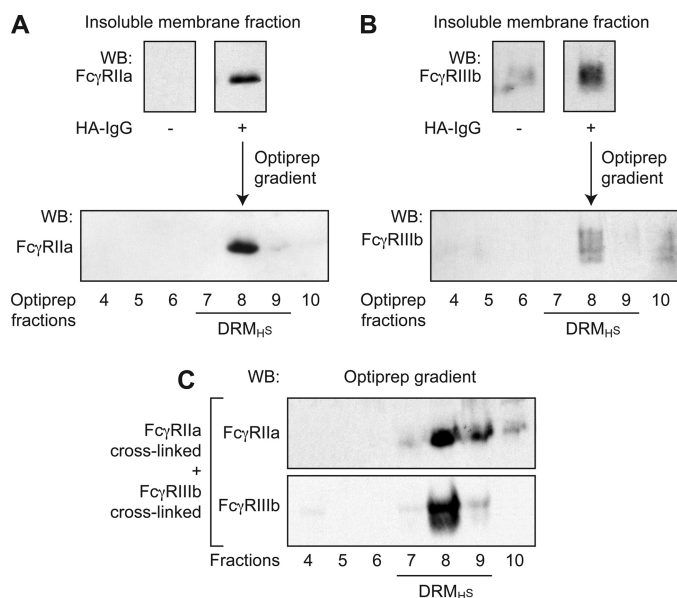 A
Insoluble membrane fraction
WB:
FcγRIIa
HA-IgG - +
Optiprep
gradient
WB:
FcγRIIa
Optiprep
fractions
4 5 6 7 8 9 10
DRMHS
B
Insoluble membrane fraction
WB:
FcγRIIIb
HA-IgG - +
Optiprep
gradient
WB:
FcγRIIIb
Optiprep
fractions
4 5 6 7 8 9 10
DRMHS
C
WB: Optiprep gradient
FcγRIIa
cross-linked
+
FcγRIIIb
cross-linked
FcγRIIa
FcγRIIIb
Fractions 4 5 6 7 8 9 10
DRMHS